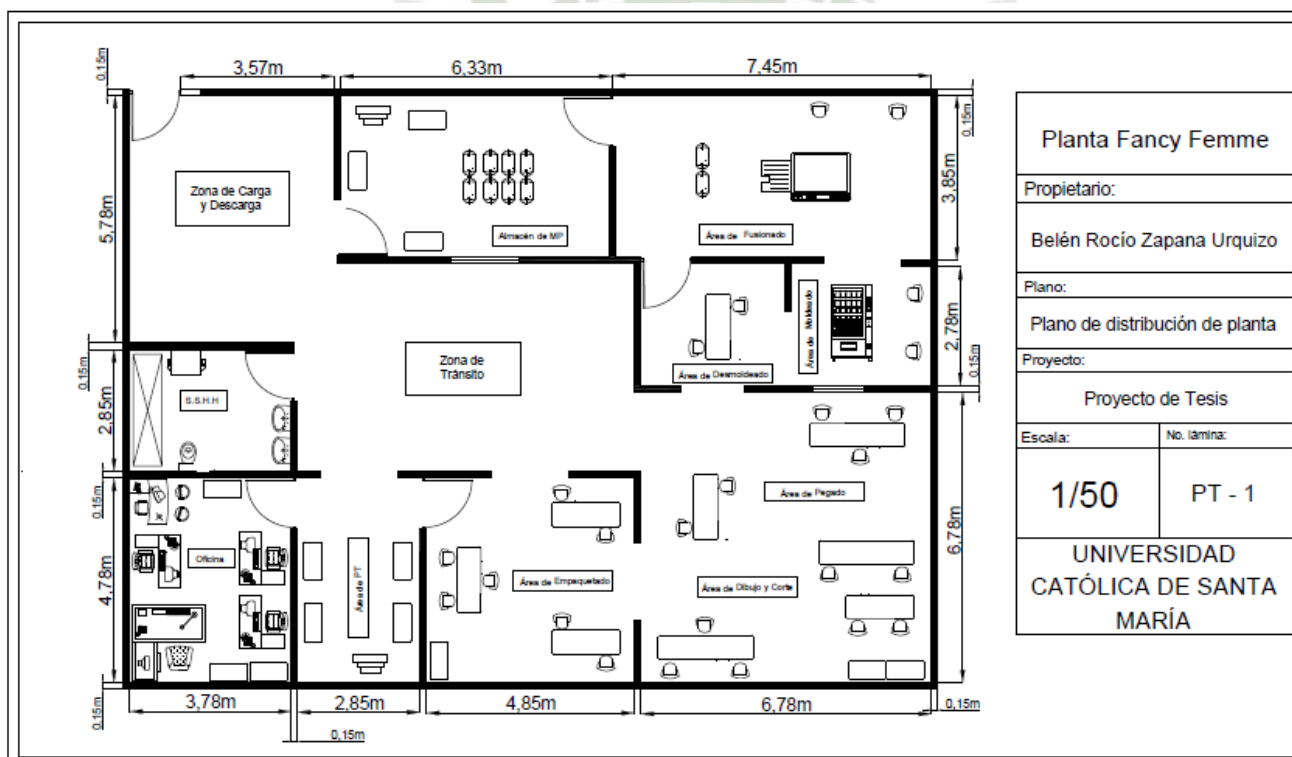 3,57m
6,33m
7,45m
0,15m
0,15m
5,78m
3,85m
Zona de Carga
y Descarga
Almacén de MP
Área de Fusionado
Área de Moldeado
2,78m
Zona de
Tránsito
Área de Desmoldeado
0,15m
0,15m
2,85m
S.S.H.H
Área de Pegado
0,15m
Oficina
4,78m
Área de PT
Área de Empaquetado
Área de Dibujo y Corte
6,78m
0,15m
3,78m
2,85m
4,85m
6,78m
0,15m
0,15m
Planta Fancy Femme
Propietario:
Belén Rocío Zapana Urquizo
Plano:
Plano de distribución de planta
Proyecto:
Proyecto de Tesis
Escala:
No. lámina:
1/50
PT - 1
UNIVERSIDAD
CATÓLICA DE SANTA
MARÍA